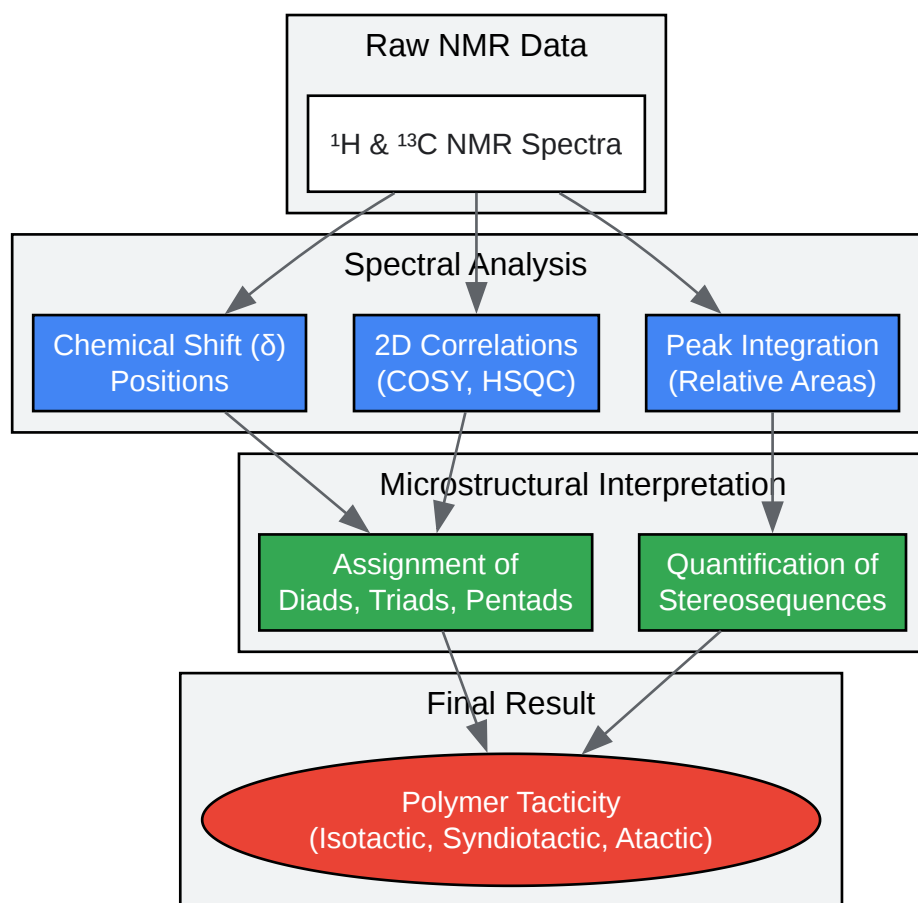 Raw NMR Data
¹H & ¹³C NMR Spectra
Spectral Analysis
Chemical Shift (δ)
Positions
2D Correlations
(COSY, HSQC)
Peak Integration
(Relative Areas)
Microstructural Interpretation
Assignment of
Diads, Triads, Pentads
Quantification of
Stereosequences
Final Result
Polymer Tacticity
(Isotactic, Syndiotactic, Atactic)